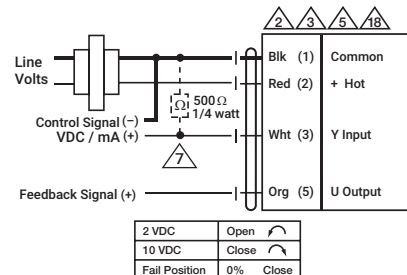 2 3 5 18
Line
Volts
Blk (1) Common
Red (2) + Hot
Ω 500 Ω
1/4 watt
Control Signal (–)
VDC / mA (+)
Wht (3) Y Input
7
Feedback Signal (+)
Org (5) U Output
2 VDC Open
10 VDC Close
Fail Position 0% Close